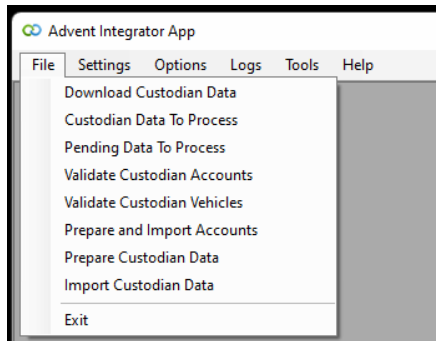 Advent Integrator App
File Settings Options Logs Tools Help
Download Custodian Data
Custodian Data To Process
Pending Data To Process
Validate Custodian Accounts
Validate Custodian Vehicles
Prepare and Import Accounts
Prepare Custodian Data
Import Custodian Data
Exit